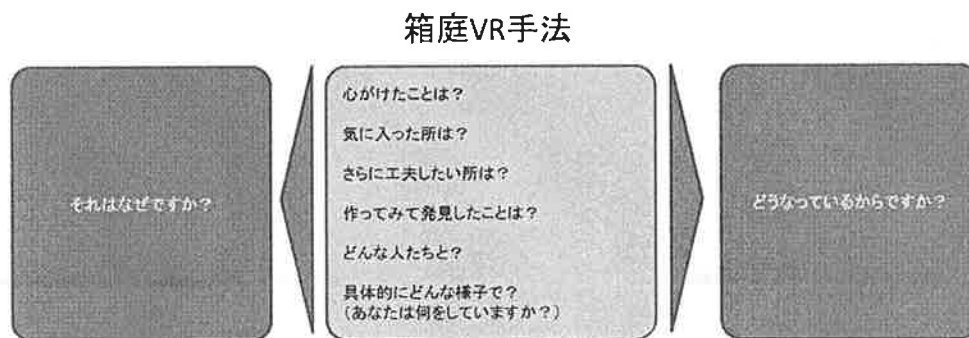 箱庭VR手法
それはなぜですか?
心がけたことは?
気に入った所は?
さらに工夫したい所は?
作ってみて発見したことは?
どんな人たちと?
具体的にどんな様子で?
(あなたは何をしていますか?)
どうなっているからですか?